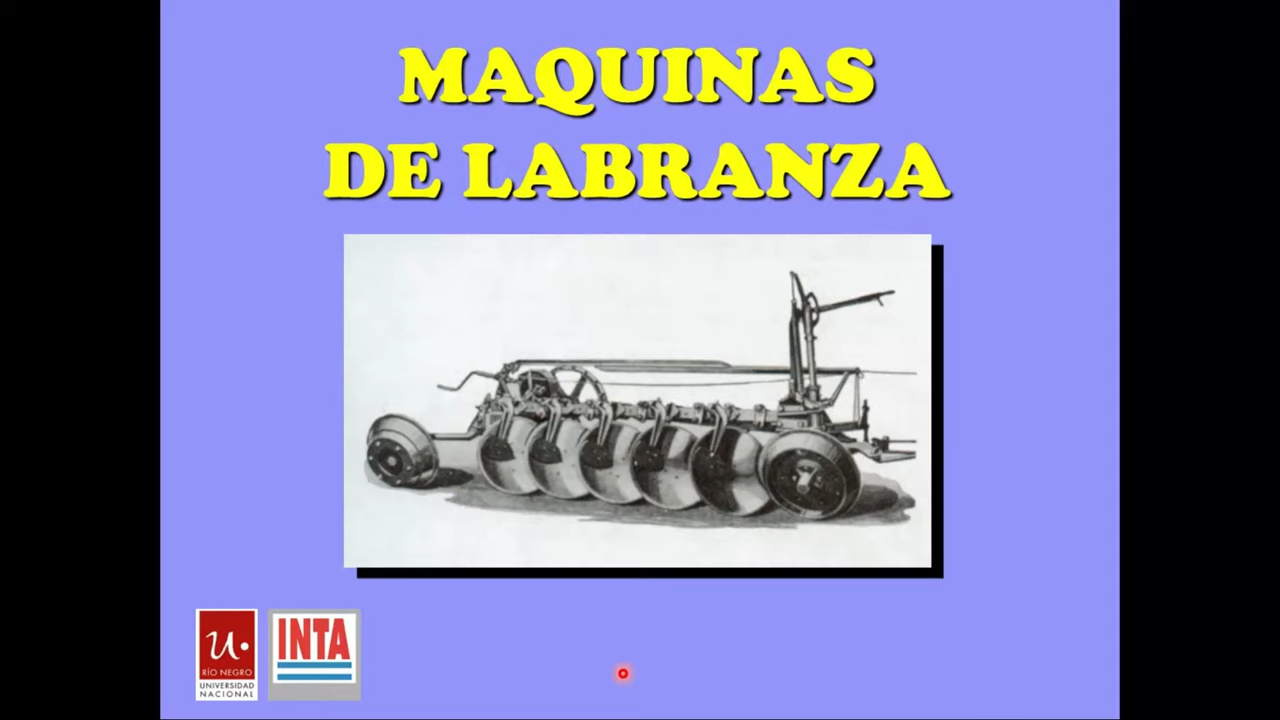 MAQUINAS
DE LABRANZA
u.
RÍO NEGRO
UNIVERSIDAD
NACIONAL
INTA